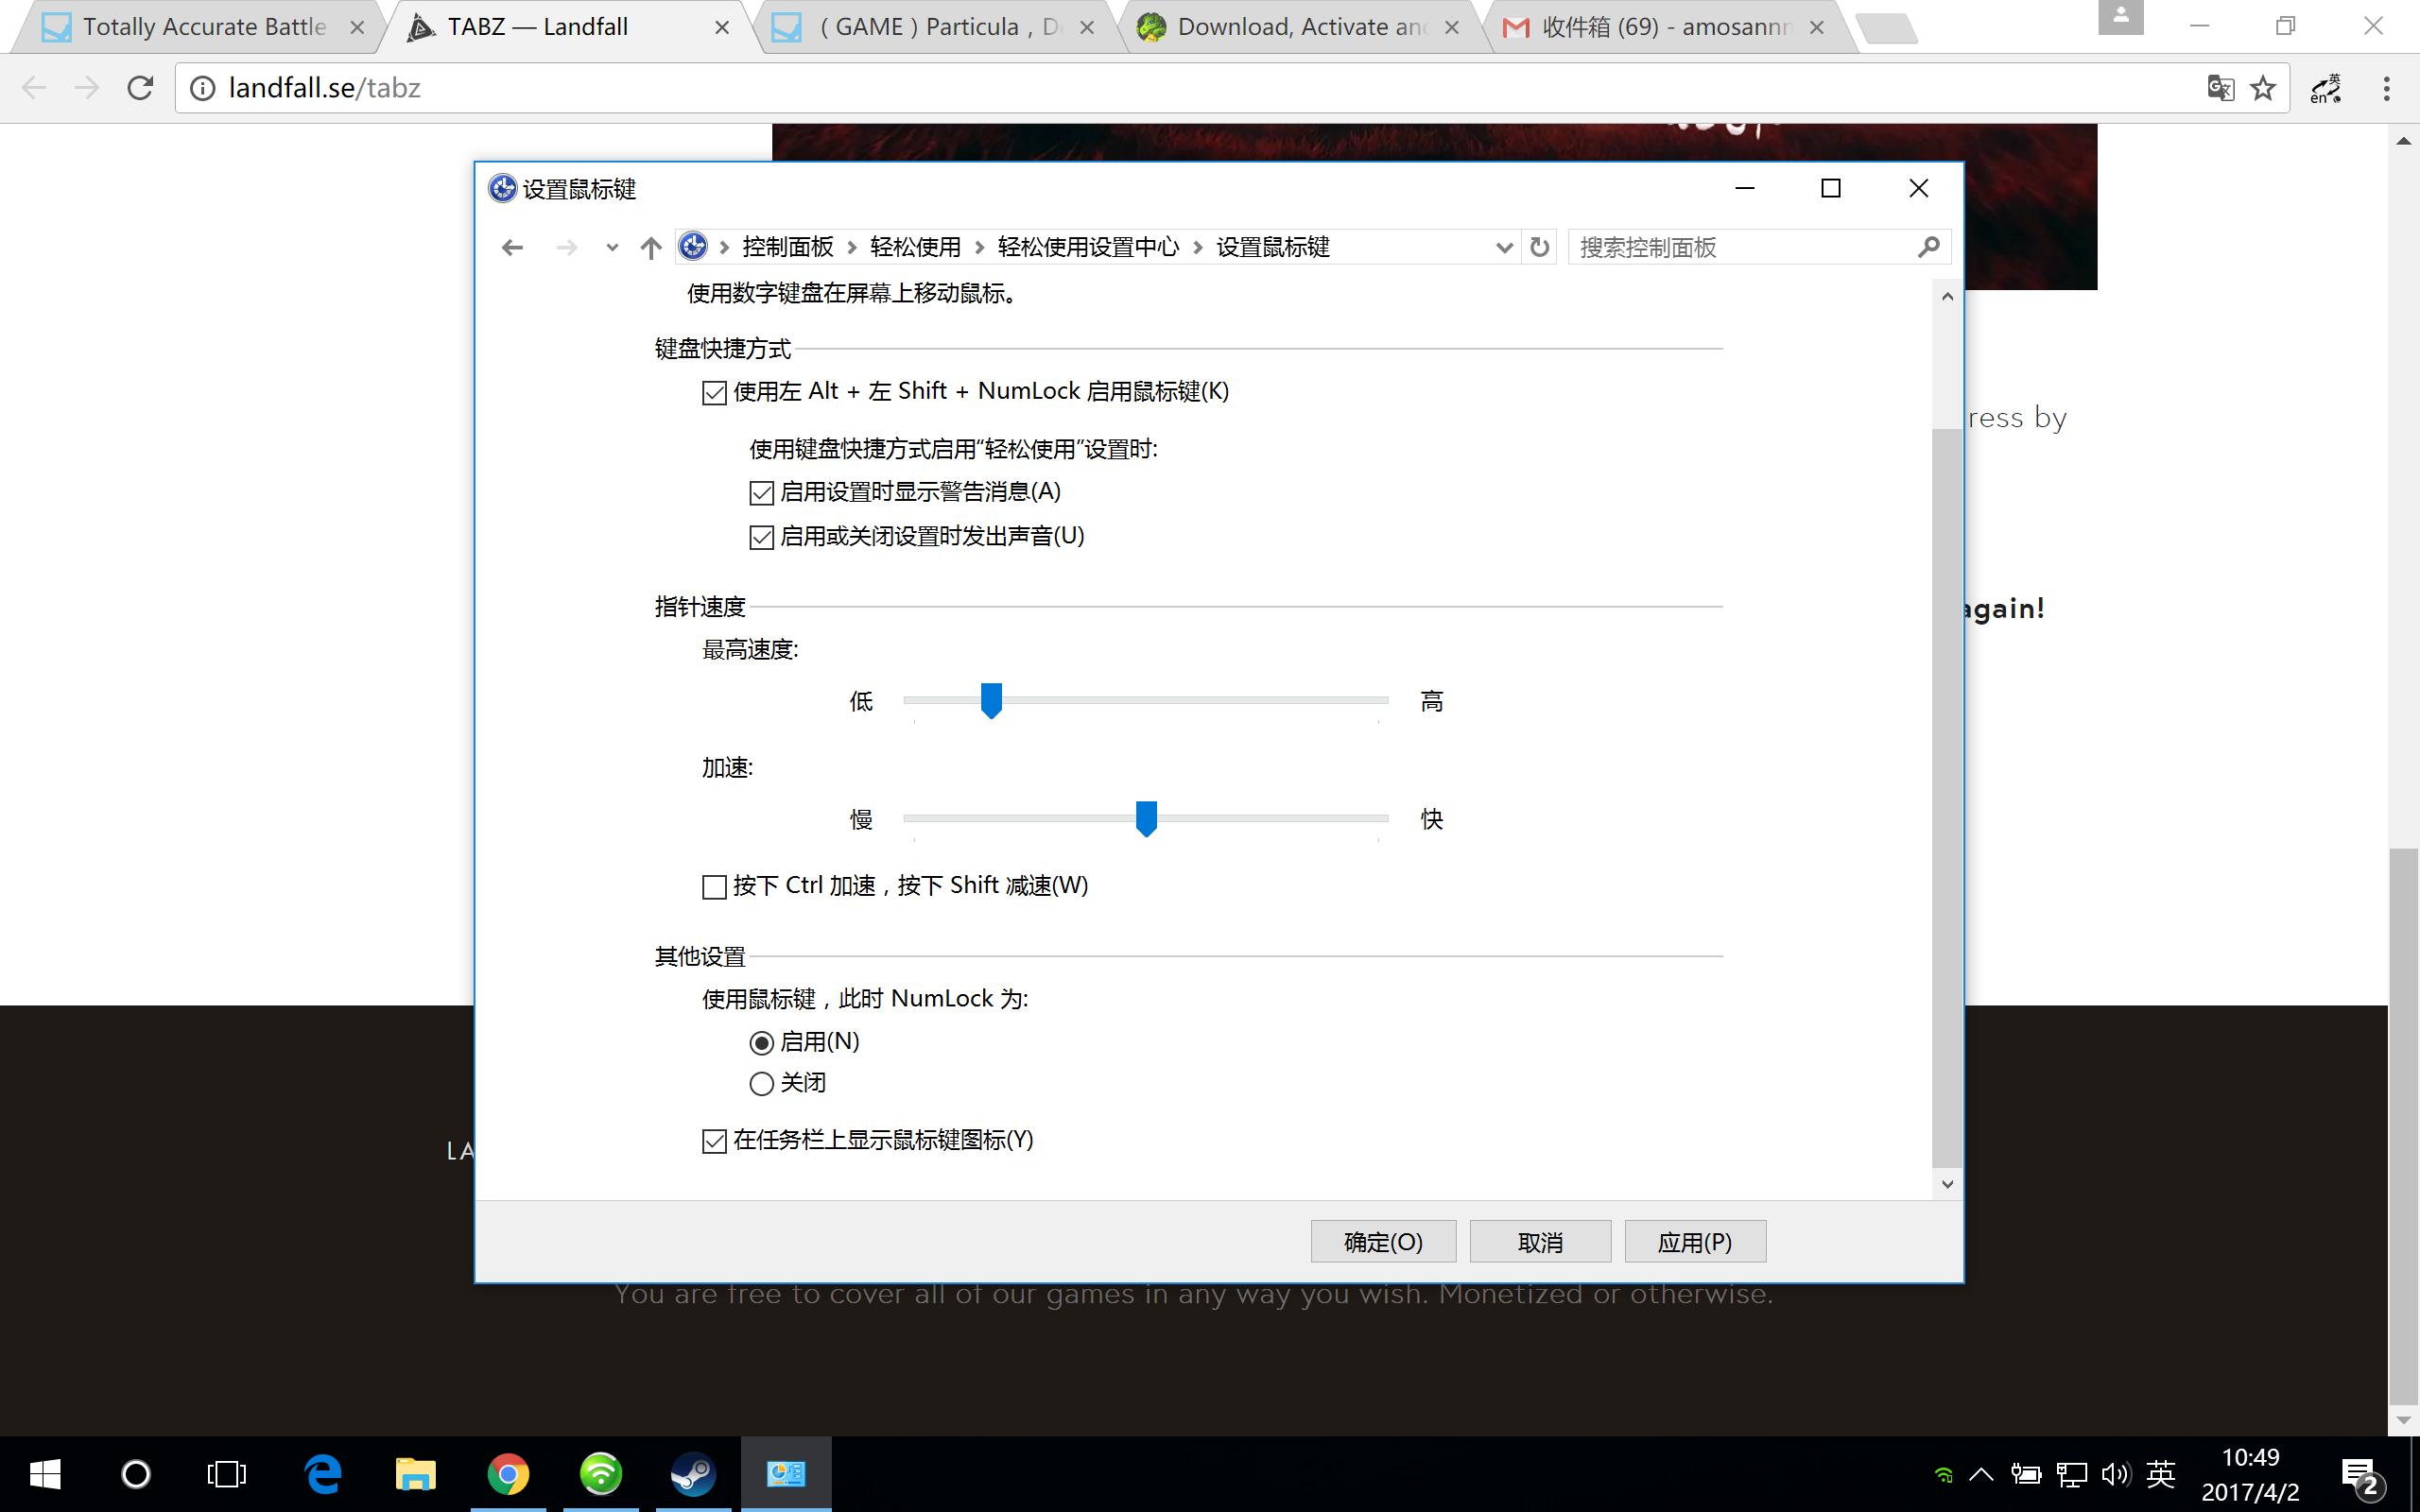 Totally Accurate Battle
TABZ — Landfall
（GAME）Particula，D
Download, Activate an
收件箱 (69) - amosannn
landfall.se/tabz
英
en
设置鼠标键
控制面板 轻松使用 轻松使用设置中心 设置鼠标键
搜索控制面板
使用数字键盘在屏幕上移动鼠标。
键盘快捷方式
使用左 Alt + 左 Shift + NumLock 启用鼠标键(K)
ress by
使用键盘快捷方式启用“轻松使用”设置时:
启用设置时显示警告消息(A)
启用或关闭设置时发出声音(U)
指针速度
again!
最高速度:
低 高
加速:
慢 快
按下 Ctrl 加速，按下 Shift 减速(W)
其他设置
使用鼠标键，此时 NumLock 为:
启用(N)
关闭
在任务栏上显示鼠标键图标(Y)
LA
确定(O) 取消 应用(P)
You are free to cover all of our games in any way you wish. Monetized or otherwise.
英
10:49
2017/4/2
2